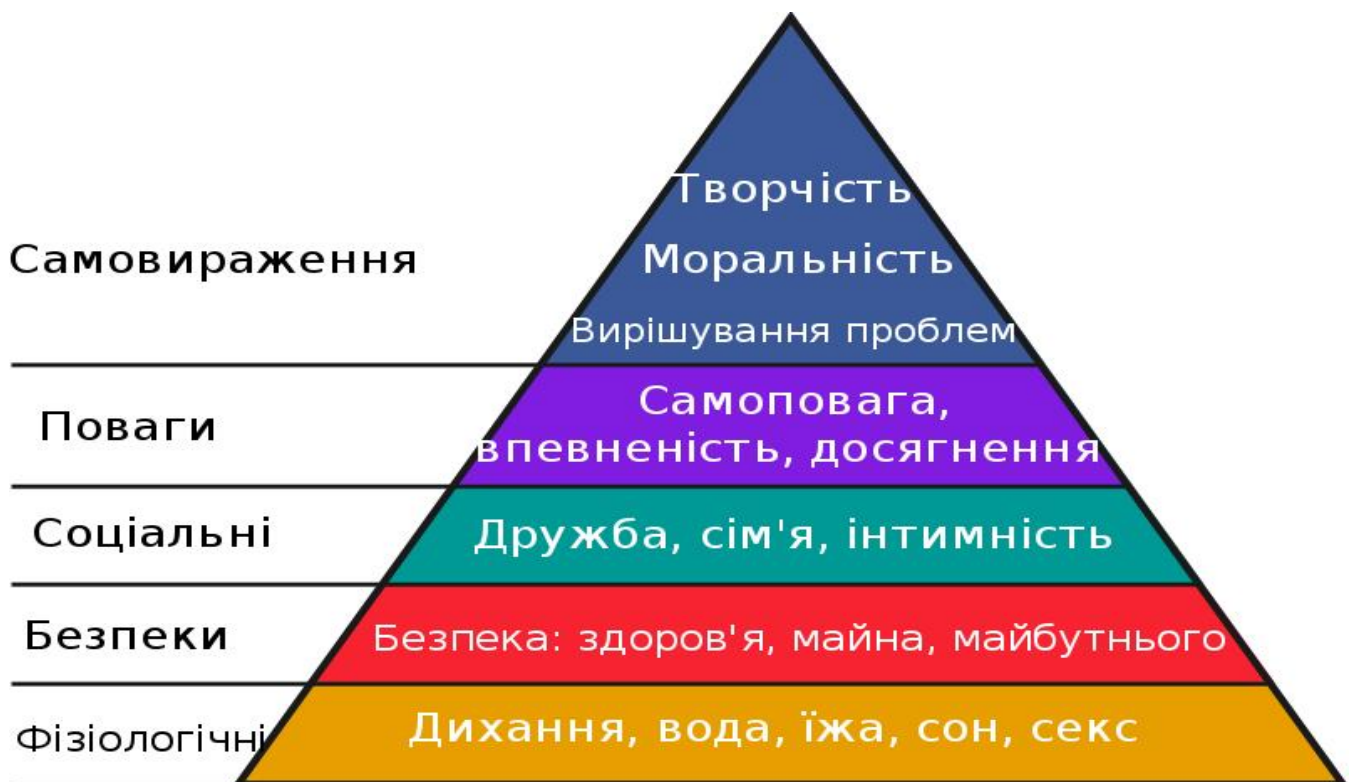 Творчість
Самовираження
Моральність
Вирішування проблем
Поваги
Самоповага,
впевненість, досягнення
Соціальні
Дружба, сім'я, інтимність
Безпеки
Безпека: здоров'я, майна, майбутнього
Фізіологічні
Дихання, вода, їжа, сон, секс